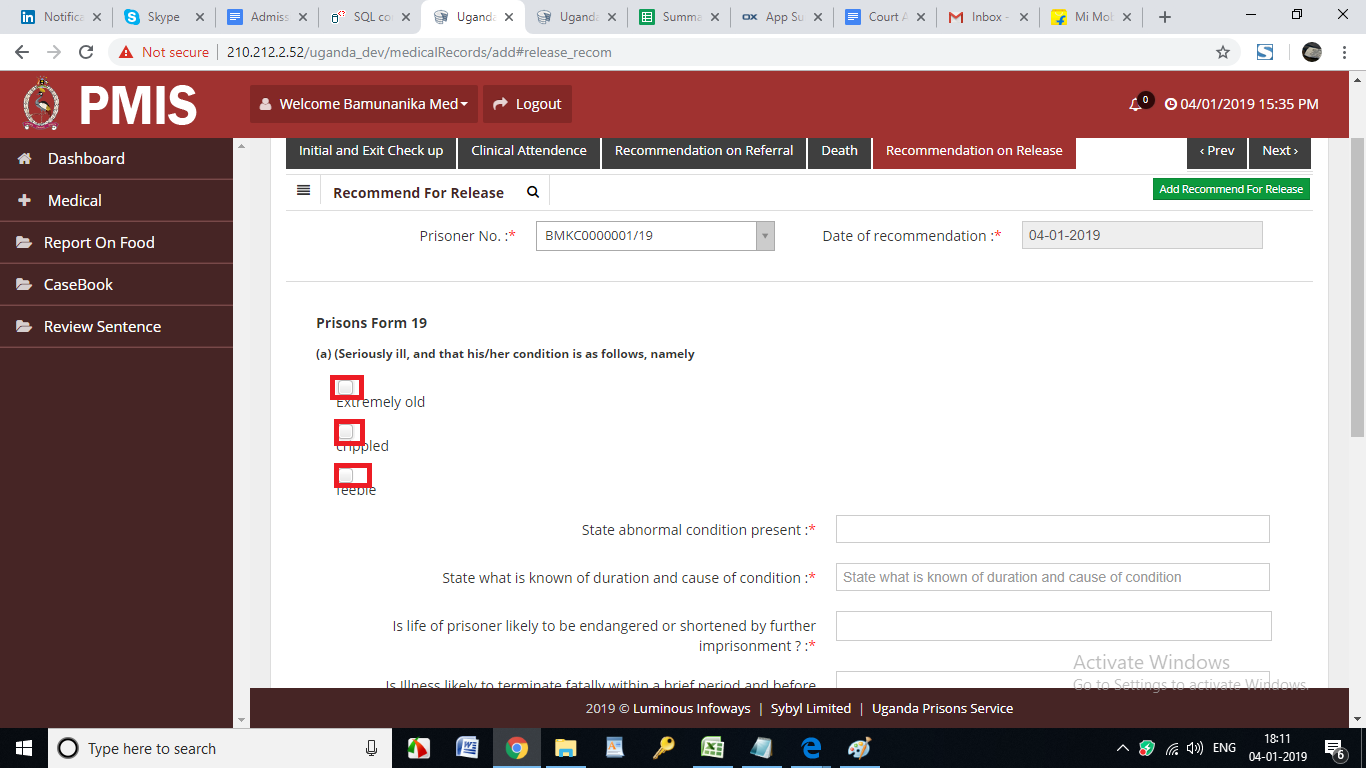 Notifica
Skype
Admiss
SQL co
Uganda
Uganda
Summa
App Su
Court A
Inbox -
Mi Mob
Not secure
210.212.2.52/uganda_dev/medicalRecords/add#release_recom
PMIS
Welcome Bamunanika Med
Logout
0
04/01/2019 15:35 PM
Dashboard
Medical
Report On Food
CaseBook
Review Sentence
Initial and Exit Check up
Clinical Attendence
Recommendation on Referral
Death
Recommendation on Release
‹ Prev
Next ›
Recommend For Release
Add Recommend For Release
Prisoner No. :*
BMKC0000001/19
Date of recommendation :*
04-01-2019
Prisons Form 19
(a) (Seriously ill, and that his/her condition is as follows, namely
Extremely old
crippled
feeble
State abnormal condition present :*
State what is known of duration and cause of condition :*
State what is known of duration and cause of condition
Is life of prisoner likely to be endangered or shortened by further
imprisonment ? :*
Is Illness likely to terminate fatally within a brief period and before
Activate Windows
Go to Settings to activate Windows.
2019 © Luminous Infoways | Sybyl Limited | Uganda Prisons Service
Type here to search
ENG
18:11
04-01-2019
6